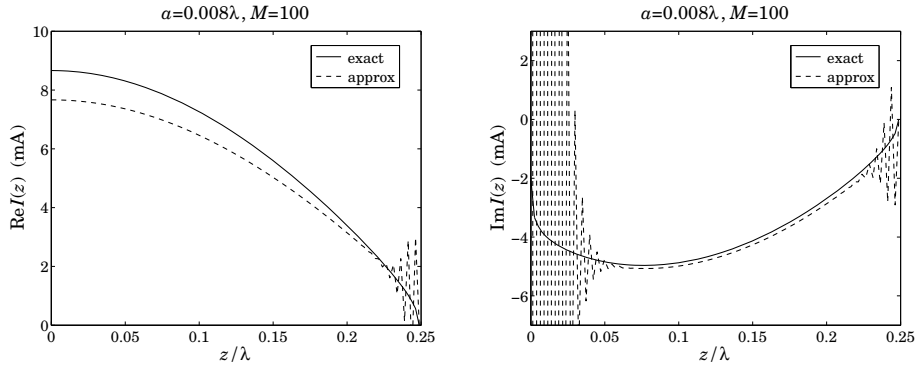 a=0.008λ, M=100
10
8
6
4
2
0
Re I(z) (mA)
exact
approx
0
0.05
0.1
0.15
0.2
0.25
z/λ
a=0.008λ, M=100
2
0
−2
−4
−6
Im I(z) (mA)
exact
approx
0
0.05
0.1
0.15
0.2
0.25
z/λ